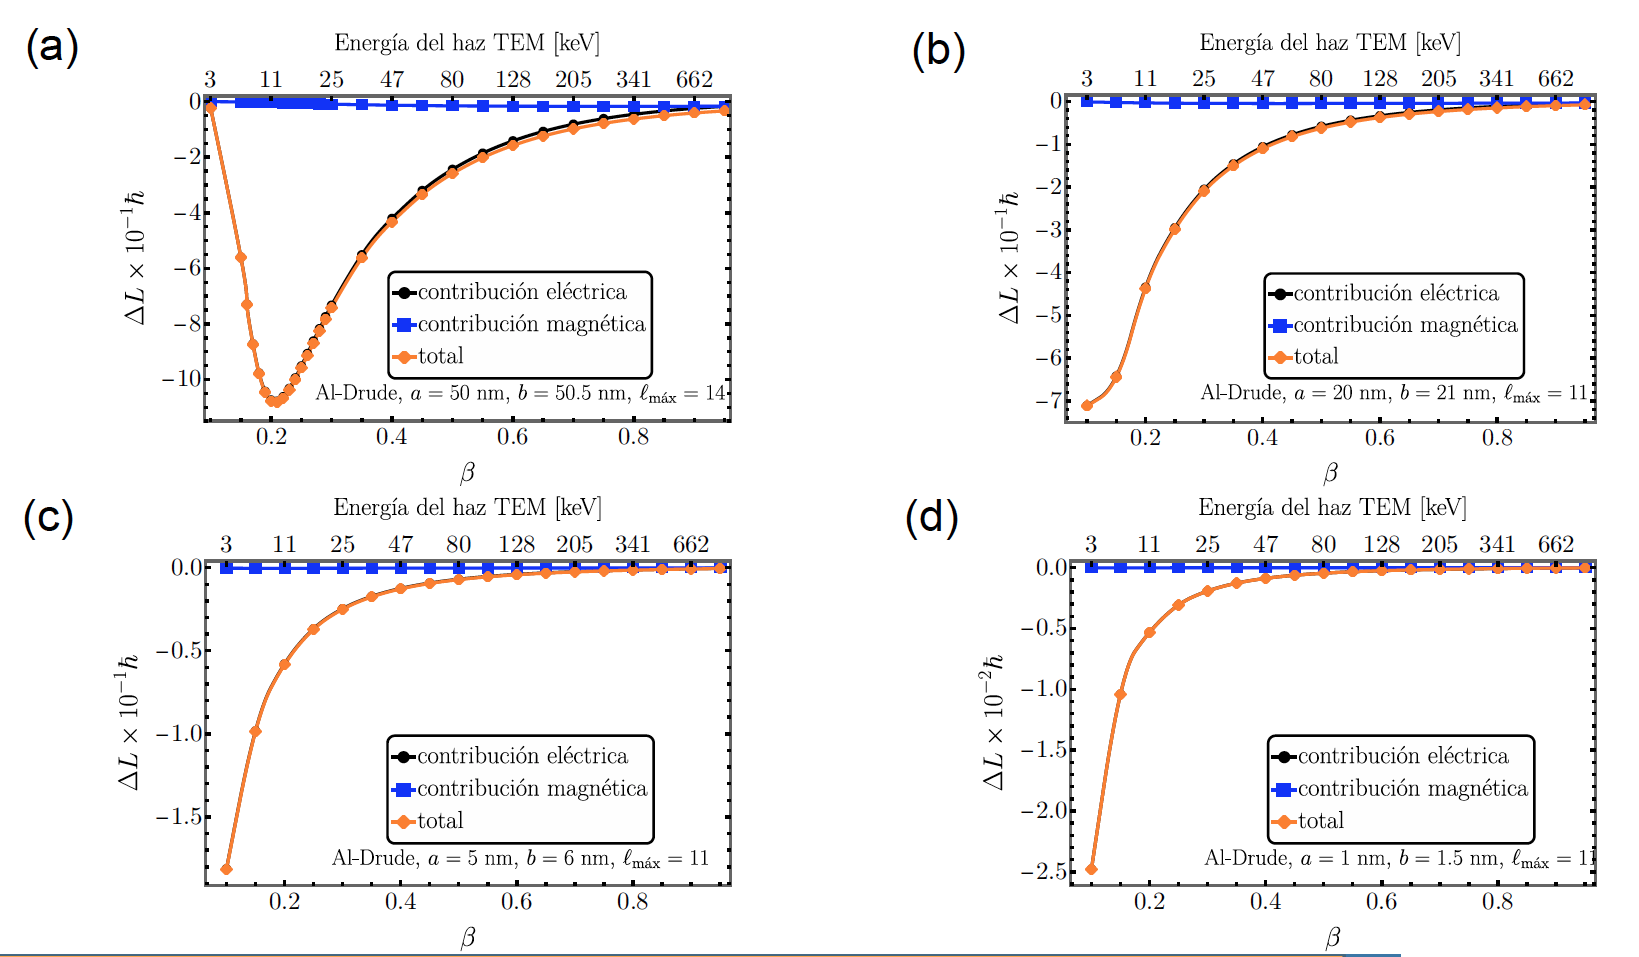 (a)
Energía del haz TEM [keV]
3 11 25 47 80 128 205 341 662
0
−2
−4
−6
−8
−10
ΔL × 10⁻¹ℏ
contribución eléctrica
contribución magnética
total
Al-Drude, a = 50 nm, b = 50.5 nm, ℓmáx = 14
0.2 0.4 0.6 0.8
β
(b)
Energía del haz TEM [keV]
3 11 25 47 80 128 205 341 662
0
−1
−2
−3
−4
−5
−6
−7
ΔL × 10⁻¹ℏ
contribución eléctrica
contribución magnética
total
Al-Drude, a = 20 nm, b = 21 nm, ℓmáx = 11
0.2 0.4 0.6 0.8
β
(c)
Energía del haz TEM [keV]
3 11 25 47 80 128 205 341 662
0.0
−0.5
−1.0
−1.5
ΔL × 10⁻¹ℏ
contribución eléctrica
contribución magnética
total
Al-Drude, a = 5 nm, b = 6 nm, ℓmáx = 11
0.2 0.4 0.6 0.8
β
(d)
Energía del haz TEM [keV]
3 11 25 47 80 128 205 341 662
0.0
−0.5
−1.0
−1.5
−2.0
−2.5
ΔL × 10⁻²ℏ
contribución eléctrica
contribución magnética
total
Al-Drude, a = 1 nm, b = 1.5 nm, ℓmáx = 11
0.2 0.4 0.6 0.8
β